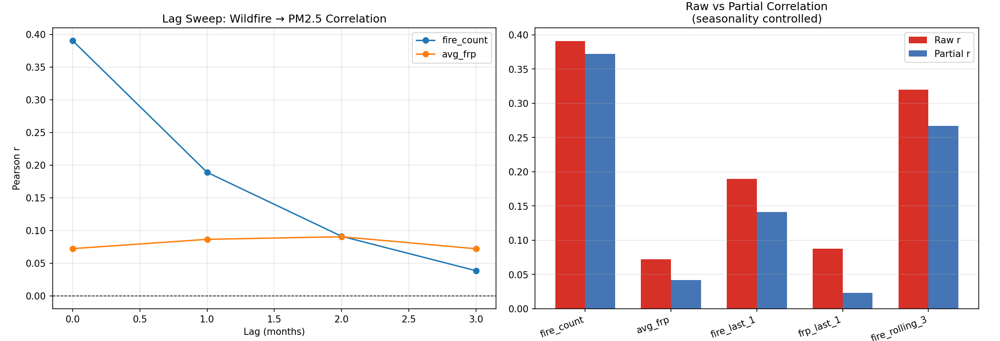 Lag Sweep: Wildfire → PM2.5 Correlation
0.40
0.35
0.30
0.25
0.20
0.15
0.10
0.05
0.00
Pearson r
fire_count
avg_frp
0.0
0.5
1.0
1.5
2.0
2.5
3.0
Lag (months)
Raw vs Partial Correlation
(seasonality controlled)
0.40
0.35
0.30
0.25
0.20
0.15
0.10
0.05
0.00
Raw r
Partial r
fire_count
avg_frp
fire_last_1
frp_last_1
fire_rolling_3